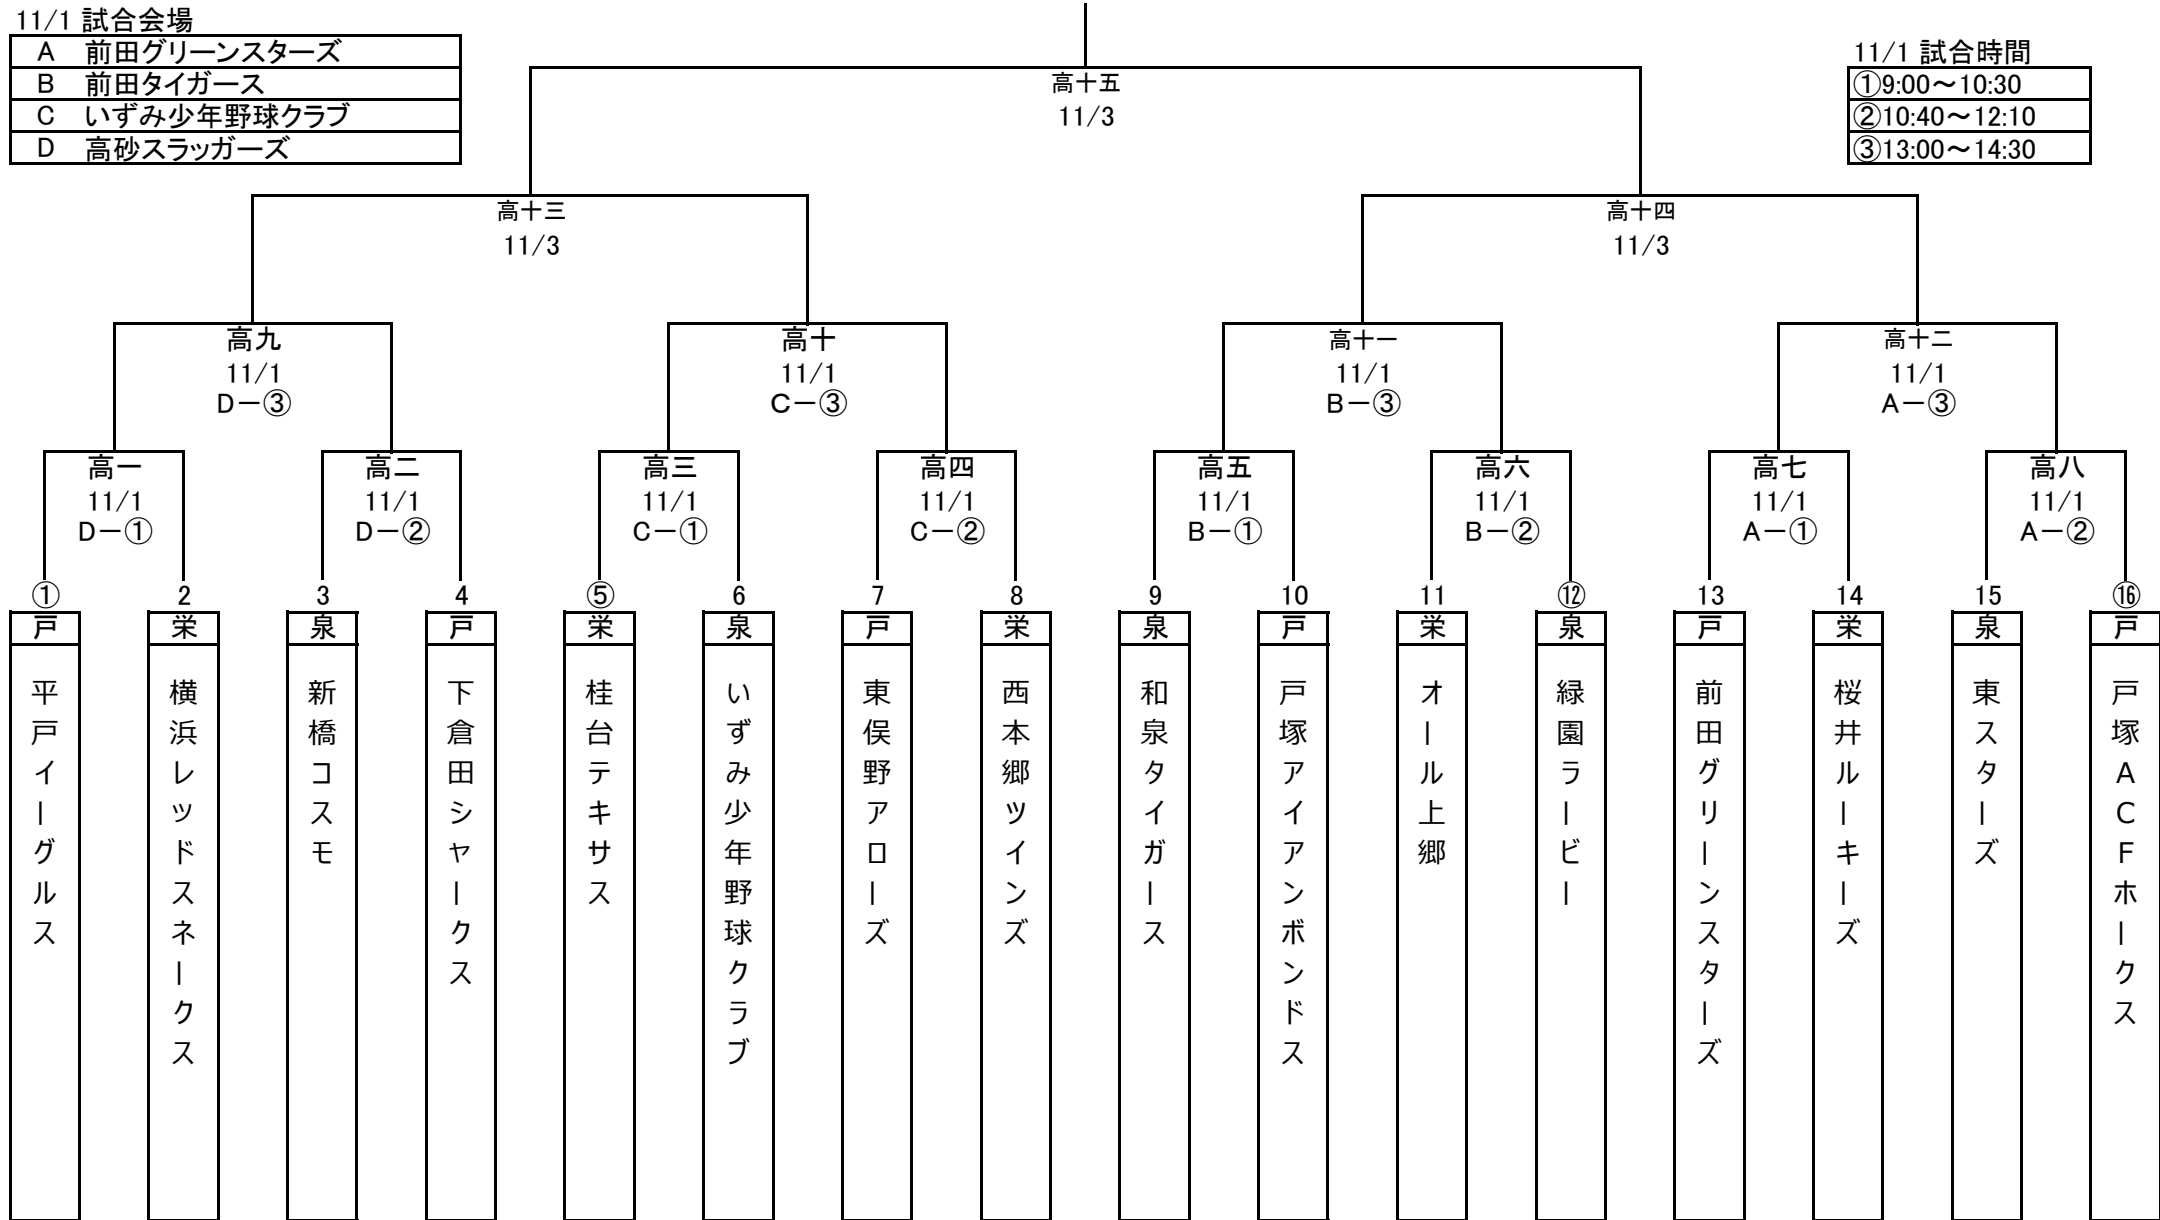 11/1 試合会場
A 前田グリーンスターズ
B 前田タイガース
C いずみ少年野球クラブ
D 高砂スラッガーズ
11/1 試合時間
①9:00～10:30
②10:40～12:10
③13:00～14:30
高十五
11/3
高十三
11/3
高十四
11/3
高九
11/1
D－③
高十
11/1
C－③
高十一
11/1
B－③
高十二
11/1
A－③
高一
11/1
D－①
高二
11/1
D－②
高三
11/1
C－①
高四
11/1
C－②
高五
11/1
B－①
高六
11/1
B－②
高七
11/1
A－①
高八
11/1
A－②
①
戸
平戸イーグルス
2
栄
横浜レッドスネークス
3
泉
新橋コスモ
4
戸
下倉田シャークス
⑤
栄
桂台テキサス
6
泉
いずみ少年野球クラブ
7
戸
東俣野アローズ
8
栄
西本郷ツインズ
9
泉
和泉タイガース
10
戸
戸塚アイアンボンドス
11
栄
オール上郷
⑫
泉
緑園ラービー
13
戸
前田グリーンスターズ
14
栄
桜井ルーキーズ
15
泉
東スターズ
⑯
戸
戸塚ACFホークス